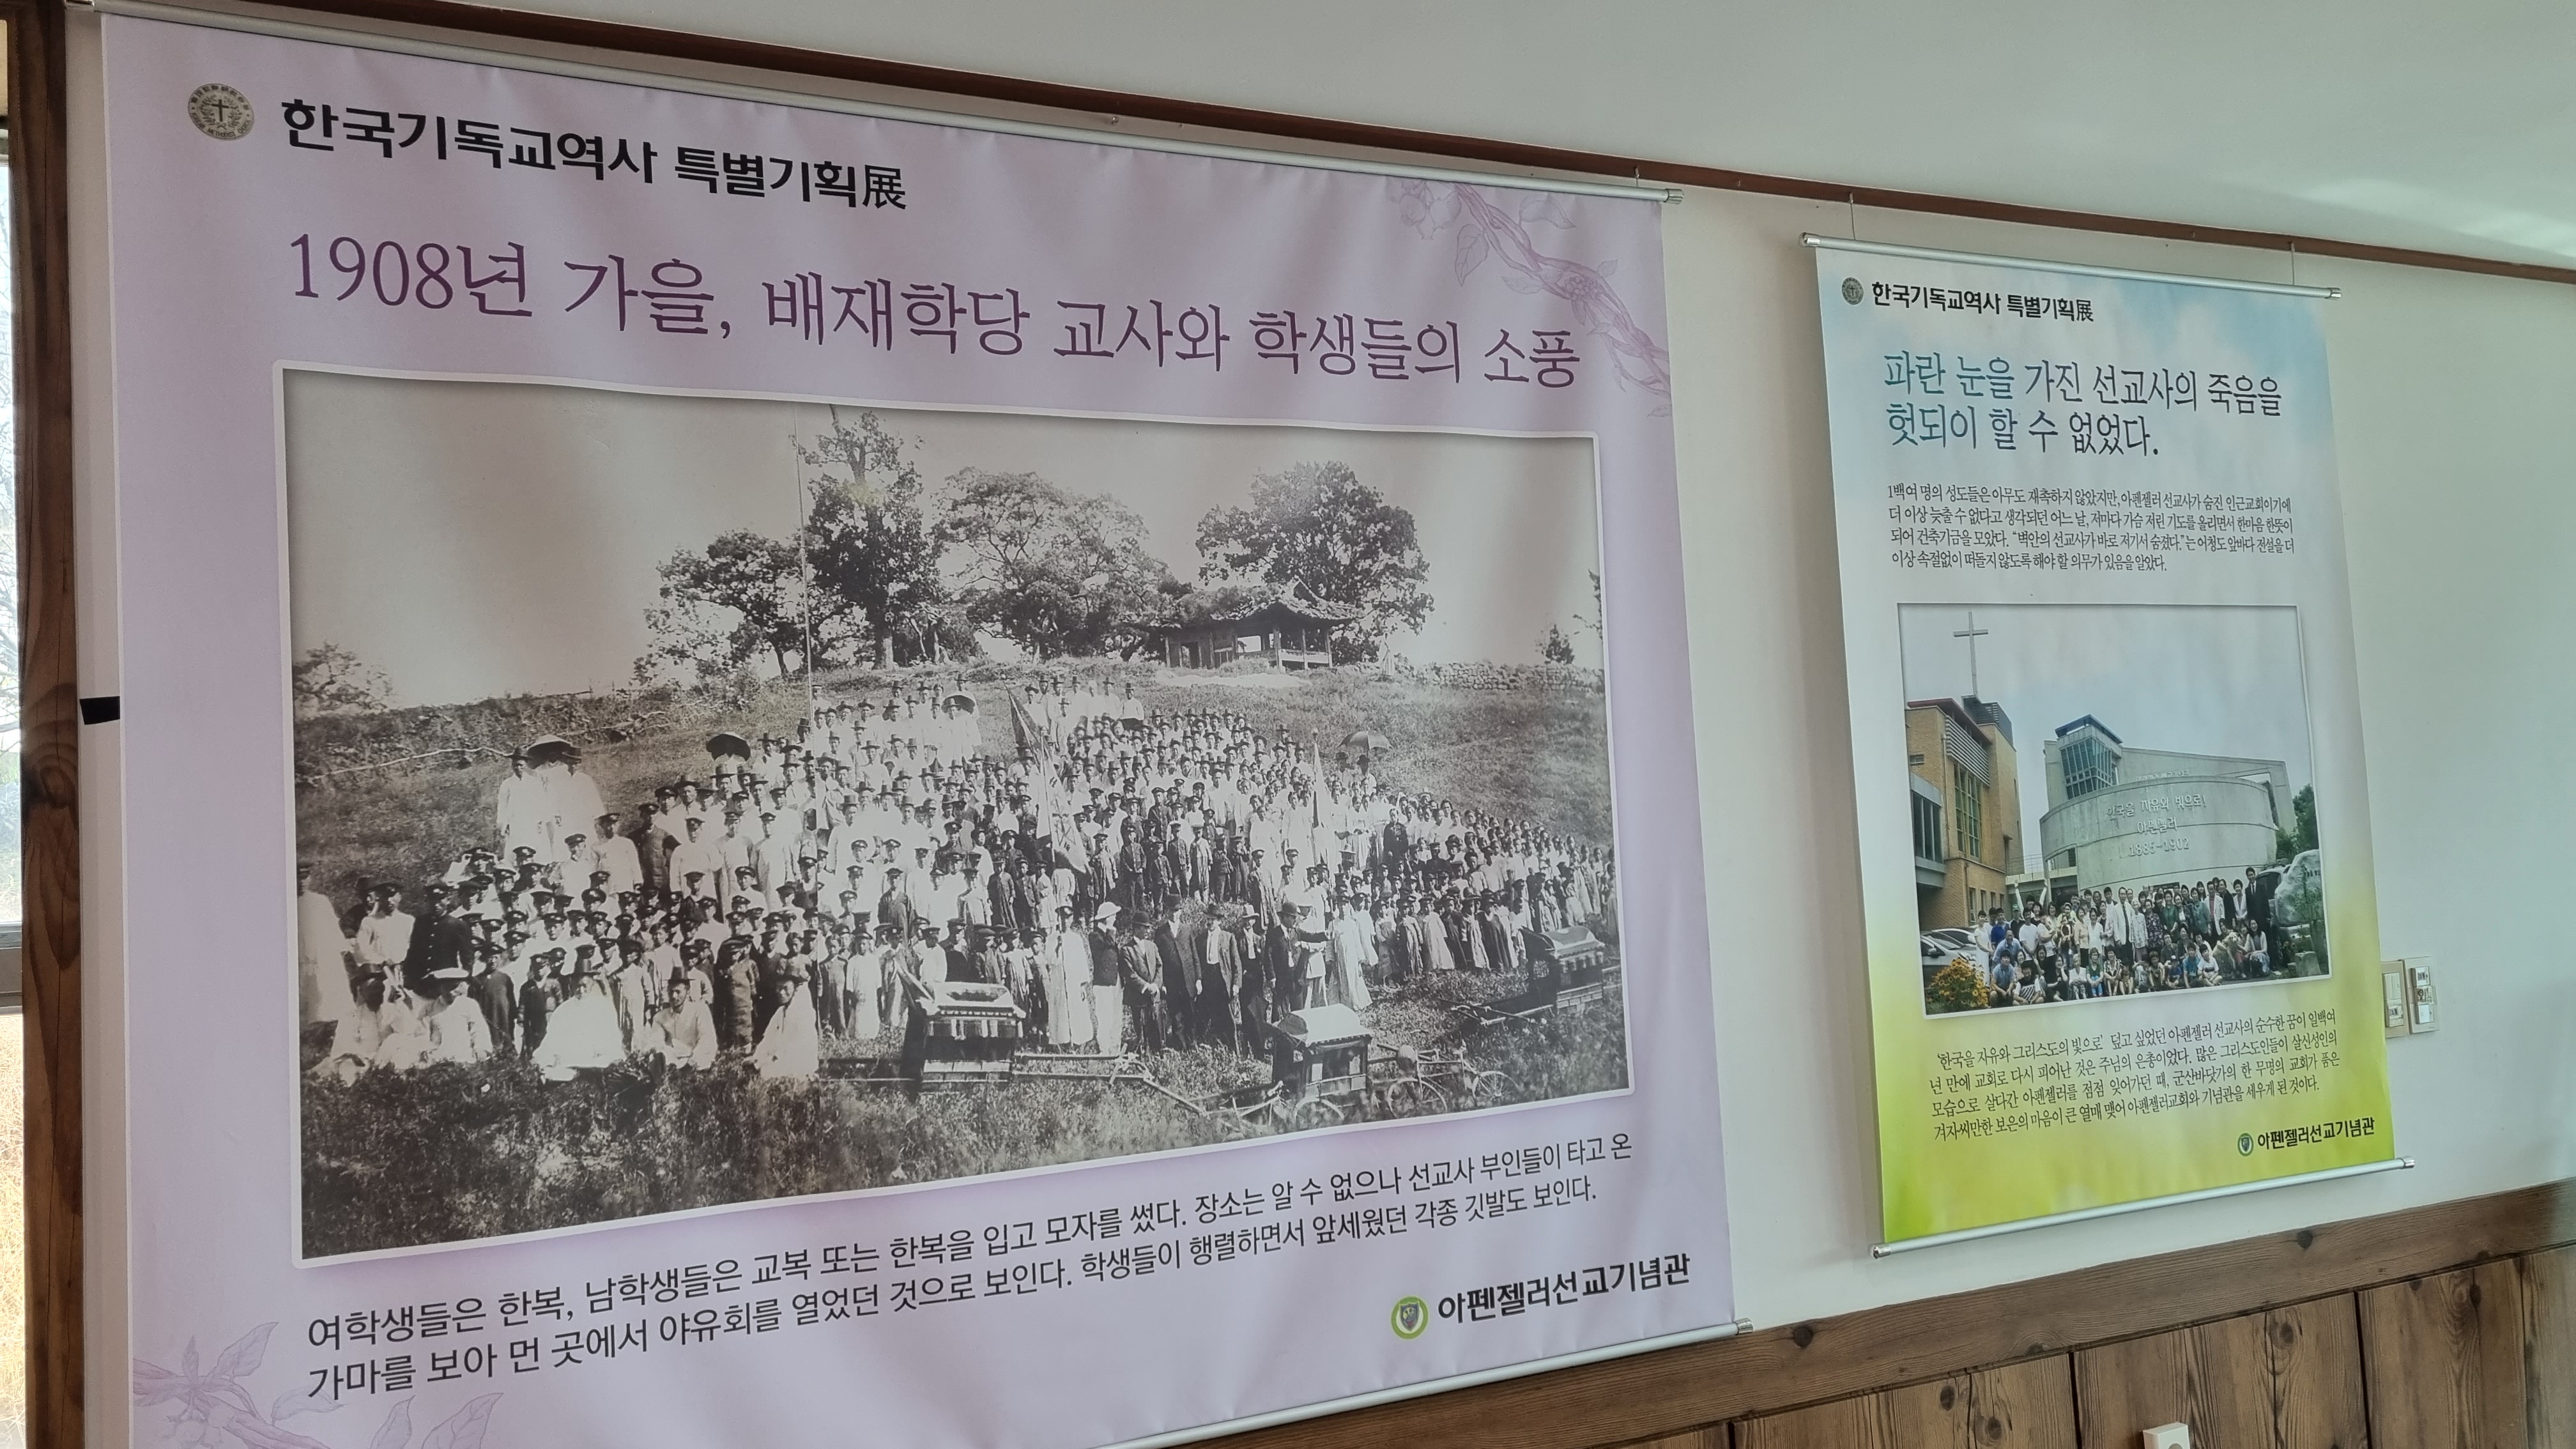 한국기독교역사 특별기획展
1908년 가을, 배재학당 교사와 학생들의 소풍
여학생들은 한복, 남학생들은 교복 또는 한복을 입고 모자를 썼다. 장소는 알 수 없으나 선교사 부인들이 타고 온
가마를 보아 먼 곳에서 야유회를 열었던 것으로 보인다. 학생들이 행렬하면서 앞세웠던 각종 깃발도 보인다.
아펜젤러선교기념관
한국기독교역사 특별기획展
파란 눈을 가진 선교사의 죽음을
헛되이 할 수 없었다.
1백여 명의 성도들은 아무도 재촉하지 않았지만, 아펜젤러 선교사가 숨진 인근교회이기에
더 이상 늦출 수 없다고 생각되던 어느 날, 저마다 가슴 저린 기도를 올리면서 한마음 한뜻이
되어 건축기금을 모았다. "벽안의 선교사가 바로 저기서 숨졌다."는 어청도 앞바다 전설을 더
이상 속절없이 떠돌지 않도록 해야 할 의무가 있음을 알았다.
한국을 자유와 빛으로!
아펜젤러
1885-1902
'한국을 자유와 그리스도의 빛으로' 덮고 싶었던 아펜젤러 선교사의 순수한 꿈이 일백여
년 만에 교회로 다시 피어난 것은 주님의 은총이었다. 많은 그리스도인들이 살신성인의
모습으로 살다간 아펜젤러를 점점 잊어가던 때, 군산바닷가의 한 무명의 교회가 품은
겨자씨만한 보은의 마음이 큰 열매 맺어 아펜젤러교회와 기념관을 세우게 된 것이다.
아펜젤러선교기념관